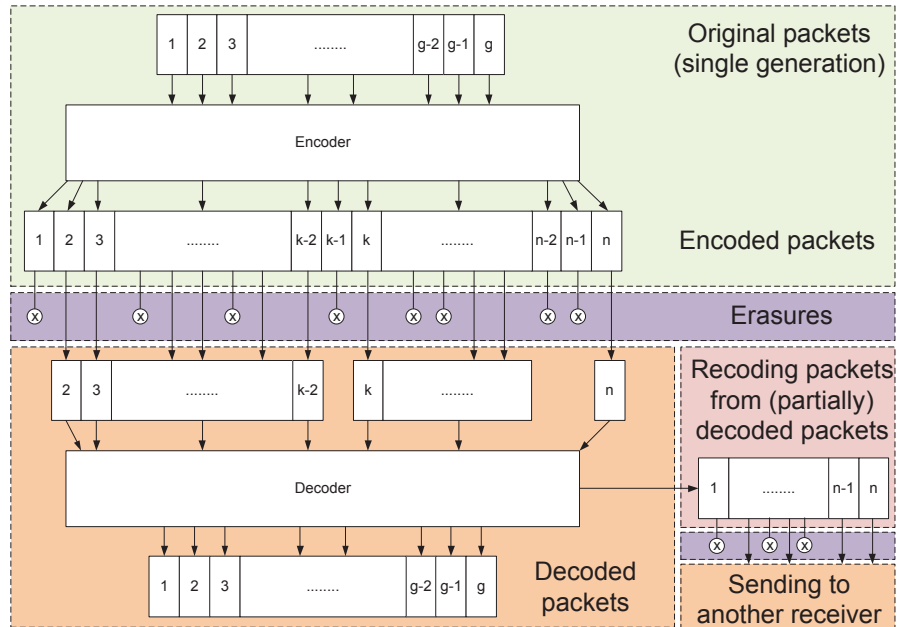 1 2 3 ........ g-2 g-1 g
Original packets
(single generation)
Encoder
1 2 3 ........ k-2 k-1 k ........ n-2 n-1 n
Encoded packets
x x x x x x x x
Erasures
2 3 ........ k-2 k ........ n
Recoding packets
from (partially)
decoded packets
Decoder
1 ........ n-1 n
x x x
1 2 3 ........ g-2 g-1 g
Decoded
packets
Sending to
another receiver